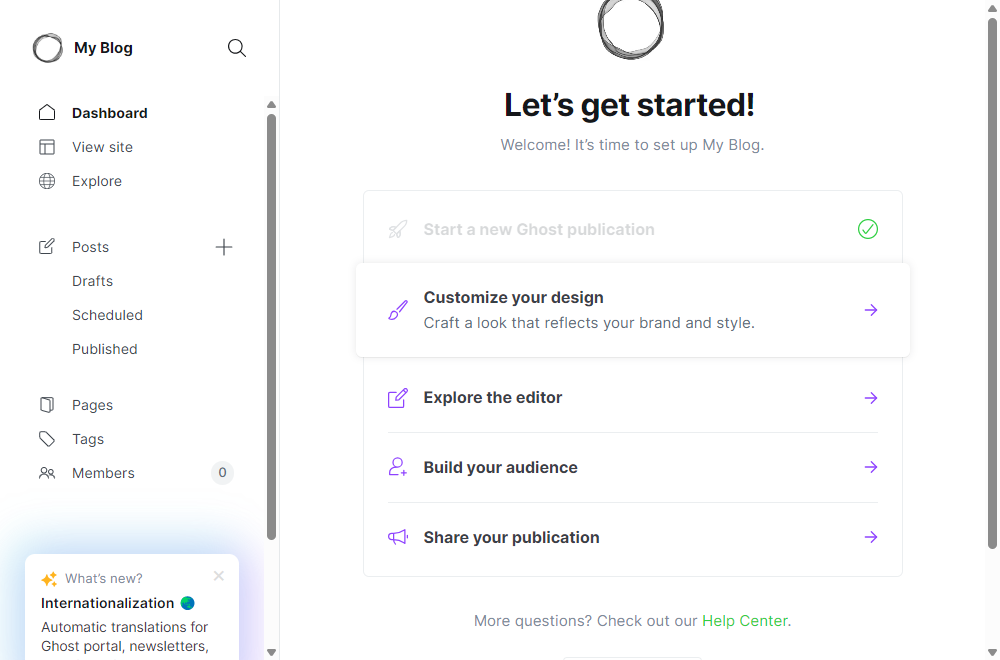 My Blog
Dashboard
View site
Explore
Posts
Drafts
Scheduled
Published
Pages
Tags
Members
0
What's new?
Internationalization
Automatic translations for
Ghost portal, newsletters,
Let's get started!
Welcome! It's time to set up My Blog.
Start a new Ghost publication
Customize your design
Craft a look that reflects your brand and style.
Explore the editor
Build your audience
Share your publication
More questions? Check out our Help Center.